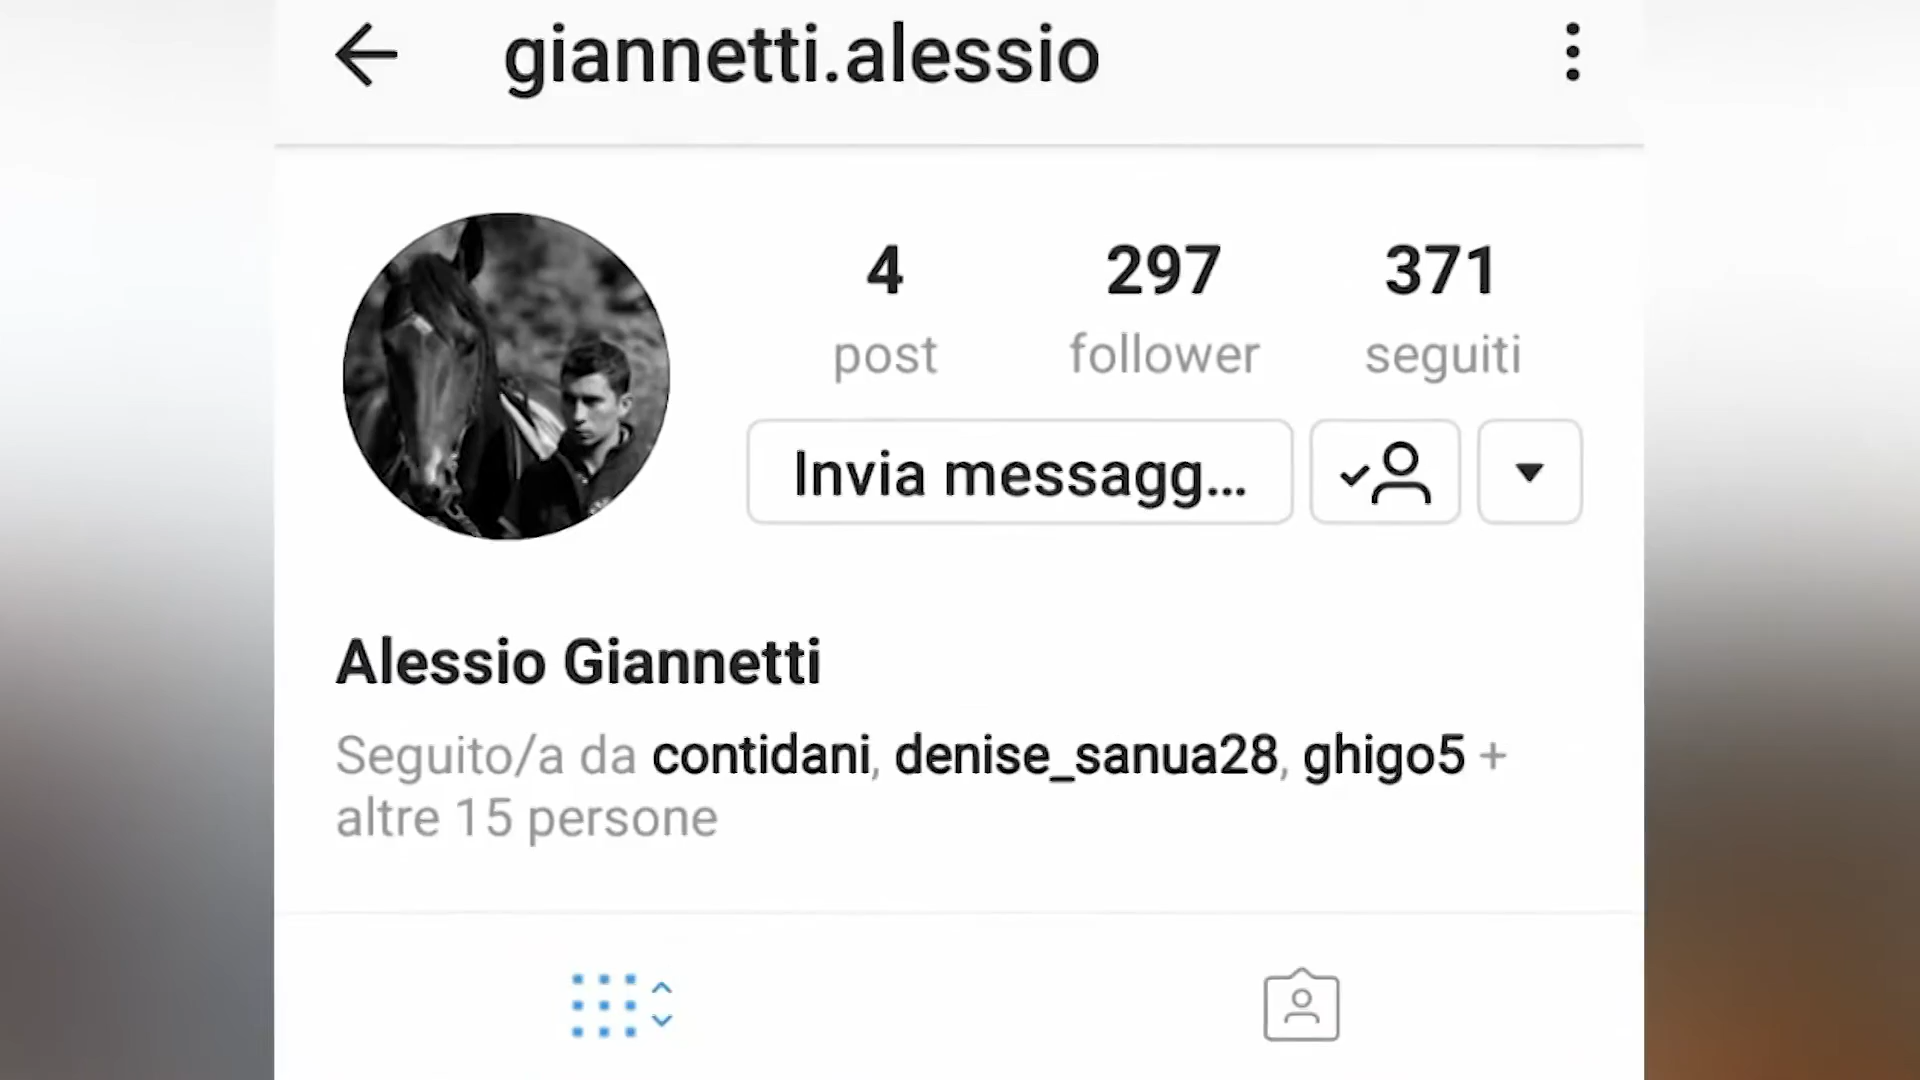 giannetti.alessio
4 297 371
post follower seguiti
Invia messagg...
Alessio Giannetti
Seguito/a da contidani, denise_sanua28, ghigo5 +
altre 15 persone